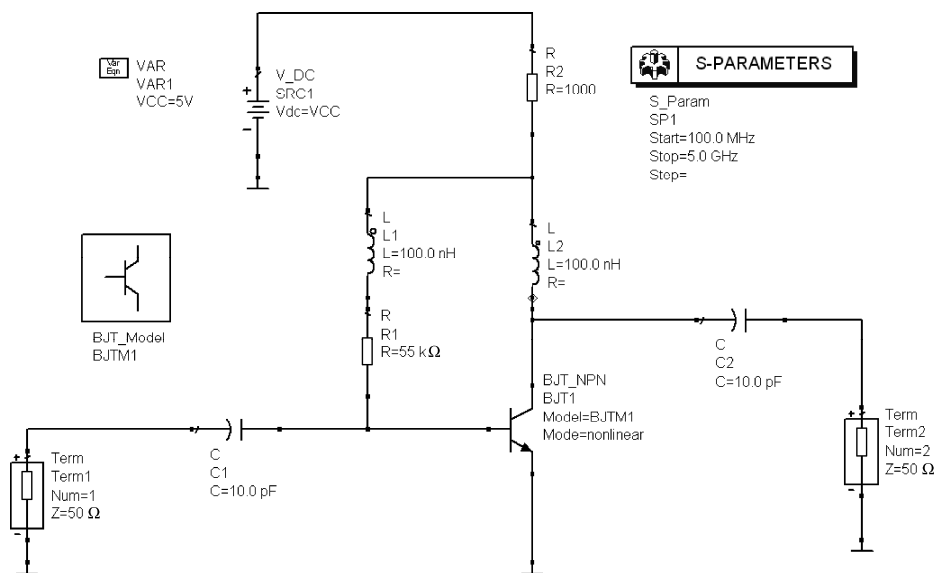 Var
Eqn
VAR
VAR1
VCC=5V
+
V_DC
SRC1
Vdc=VCC
-
R
R2
R=1000
S-PARAMETERS
S_Param
SP1
Start=100.0 MHz
Stop=5.0 GHz
Step=
L
L1
L=100.0 nH
R=
L
L2
L=100.0 nH
R=
BJT_Model
BJTM1
R
R1
R=55 kΩ
C
C2
C=10.0 pF
BJT_NPN
BJT1
Model=BJTM1
Mode=nonlinear
C
C1
C=10.0 pF
+
Term
Term1
Num=1
Z=50 Ω
-
+
Term
Term2
Num=2
Z=50 Ω
-